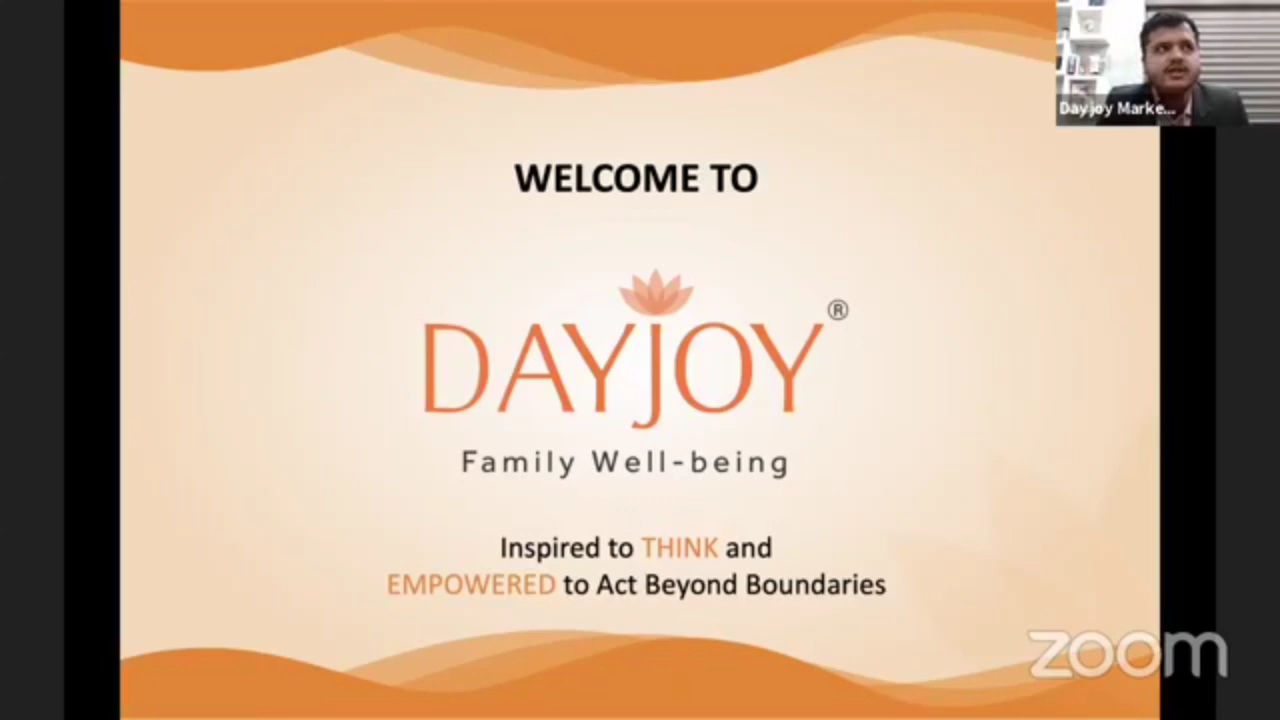 Dayjoy Marke...
WELCOME TO
DAYJOY®
Family Well-being
Inspired to THINK and
EMPOWERED to Act Beyond Boundaries
zoom